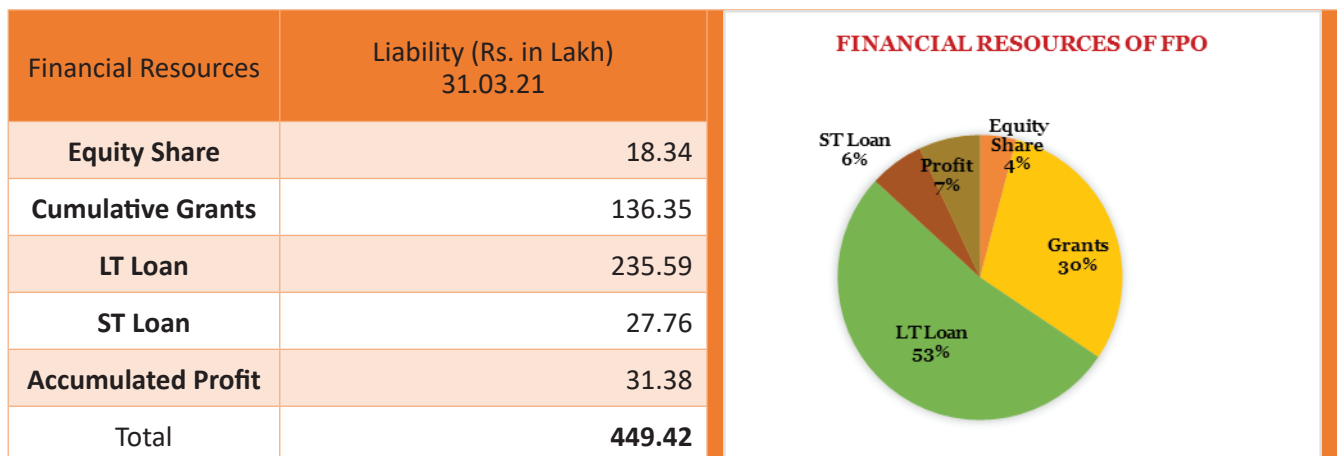 Financial Resources
Liability (Rs. in Lakh)
31.03.21
Equity Share 18.34
Cumulative Grants 136.35
LT Loan 235.59
ST Loan 27.76
Accumulated Profit 31.38
Total 449.42
FINANCIAL RESOURCES OF FPO
Equity
Share
4%
ST Loan
6%
Profit
7%
Grants
30%
LT Loan
53%